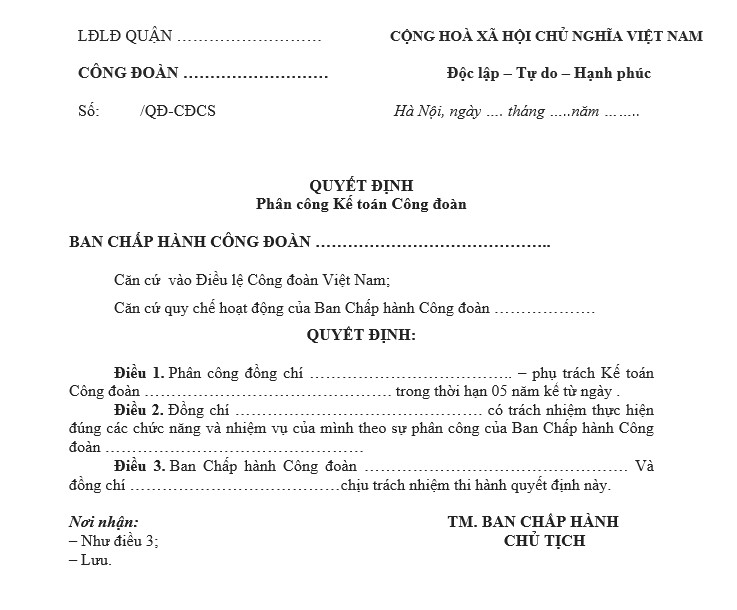 LĐLĐ QUẬN ………………………
CỘNG HOÀ XÃ HỘI CHỦ NGHĨA VIỆT NAM
CÔNG ĐOÀN ………………………
Độc lập – Tự do – Hạnh phúc
Số: /QĐ-CĐCS
Hà Nội, ngày …. tháng …..năm ……..
QUYẾT ĐỊNH
Phân công Kế toán Công đoàn
BAN CHẤP HÀNH CÔNG ĐOÀN ……………………………………..
Căn cứ vào Điều lệ Công đoàn Việt Nam;
Căn cứ quy chế hoạt động của Ban Chấp hành Công đoàn ……………….
QUYẾT ĐỊNH:
Điều 1. Phân công đồng chí ……………………………….. – phụ trách Kế toán
Công đoàn ………………………………………. trong thời hạn 05 năm kể từ ngày .
Điều 2. Đồng chí ………………………………………. có trách nhiệm thực hiện
đúng các chức năng và nhiệm vụ của mình theo sự phân công của Ban Chấp hành Công
đoàn …………………………………………
Điều 3. Ban Chấp hành Công đoàn …………………………………………. Và
đồng chí …………………………………chịu trách nhiệm thi hành quyết định này.
Nơi nhận:
TM. BAN CHẤP HÀNH
– Như điều 3;
CHỦ TỊCH
– Lưu.